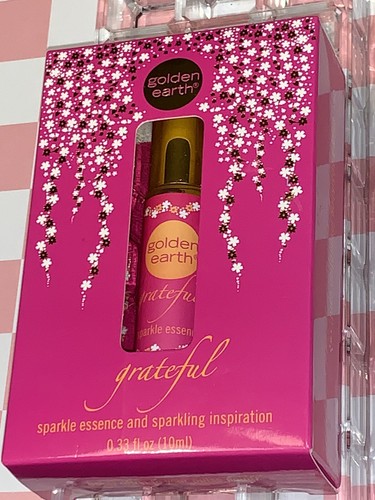 golden
earth®
golden
earth®
grateful
sparkle essence
grateful
sparkle essence and sparkling inspiration
0.33 fl oz (10ml)